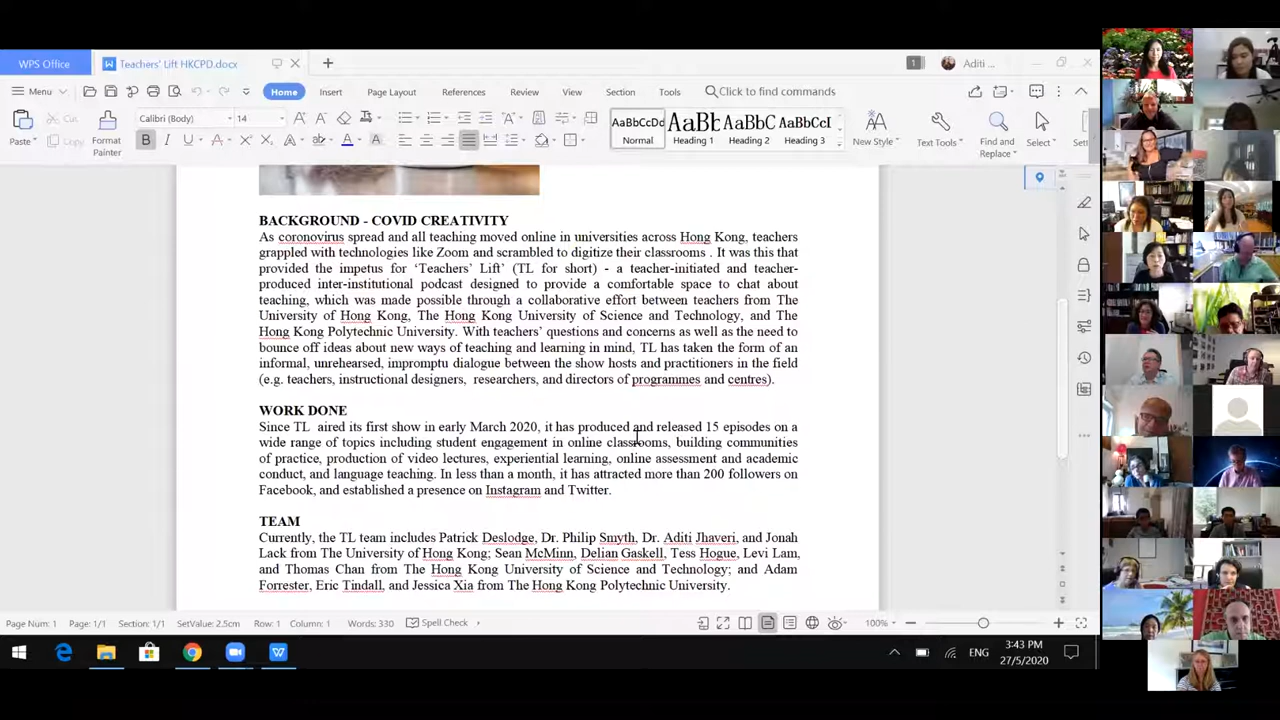 WPS Office
Teachers' Lift HKCPD.docx
1
Aditi ...
Menu
Home
Insert
Page Layout
References
Review
View
Section
Tools
Click to find commands
Paste
Cut
Copy
Format Painter
Calibri (Body)
14
AaBbCcDd
AaBb
AaBbC
AaBbCcI
Normal
Heading 1
Heading 2
Heading 3
New Style
Text Tools
Find and Replace
Select
BACKGROUND - COVID CREATIVITY
As coronovirus spread and all teaching moved online in universities across Hong Kong, teachers
grappled with technologies like Zoom and scrambled to digitize their classrooms . It was this that
provided the impetus for ‘Teachers’ Lift’ (TL for short) - a teacher-initiated and teacher-
produced inter-institutional podcast designed to provide a comfortable space to chat about
teaching, which was made possible through a collaborative effort between teachers from The
University of Hong Kong, The Hong Kong University of Science and Technology, and The
Hong Kong Polytechnic University. With teachers’ questions and concerns as well as the need to
bounce off ideas about new ways of teaching and learning in mind, TL has taken the form of an
informal, unrehearsed, impromptu dialogue between the show hosts and practitioners in the field
(e.g. teachers, instructional designers, researchers, and directors of programmes and centres).
WORK DONE
Since TL aired its first show in early March 2020, it has produced and released 15 episodes on a
wide range of topics including student engagement in online classrooms, building communities
of practice, production of video lectures, experiential learning, online assessment and academic
conduct, and language teaching. In less than a month, it has attracted more than 200 followers on
Facebook, and established a presence on Instagram and Twitter.
TEAM
Currently, the TL team includes Patrick Deslodge, Dr. Philip Smyth, Dr. Aditi Jhaveri, and Jonah
Lack from The University of Hong Kong; Sean McMinn, Delian Gaskell, Tess Hogue, Levi Lam,
and Thomas Chan from The Hong Kong University of Science and Technology; and Adam
Forrester, Eric Tindall, and Jessica Xia from The Hong Kong Polytechnic University.
Page Num: 1 Page: 1/1 Section: 1/1 SetValue: 2.5cm Row: 1 Column: 1 Words: 330 Spell Check
100%
ENG
3:43 PM
27/5/2020